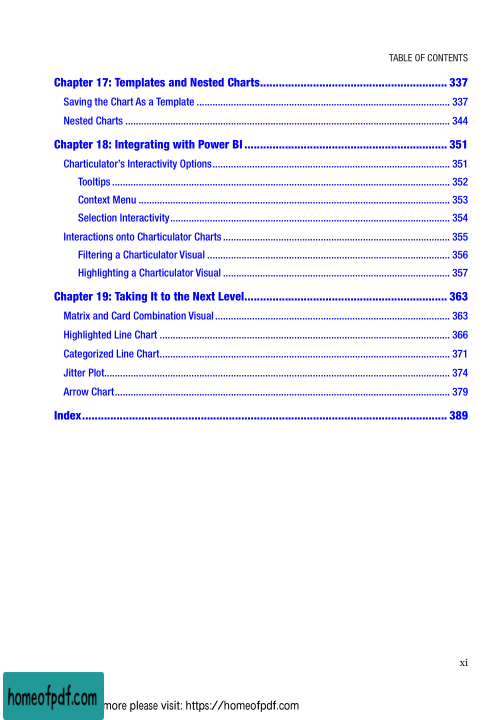 TABLE OF CONTENTS
Chapter 17: Templates and Nested Charts............................................................ 337
Saving the Chart As a Template ................................................................................................ 337
Nested Charts ........................................................................................................................... 344
Chapter 18: Integrating with Power BI ................................................................. 351
Charticulator's Interactivity Options.......................................................................................... 351
Tooltips ................................................................................................................................ 352
Context Menu ...................................................................................................................... 353
Selection Interactivity.......................................................................................................... 354
Interactions onto Charticulator Charts ...................................................................................... 355
Filtering a Charticulator Visual ............................................................................................ 356
Highlighting a Charticulator Visual ...................................................................................... 357
Chapter 19: Taking It to the Next Level................................................................. 363
Matrix and Card Combination Visual ......................................................................................... 363
Highlighted Line Chart .............................................................................................................. 366
Categorized Line Chart.............................................................................................................. 371
Jitter Plot................................................................................................................................... 374
Arrow Chart............................................................................................................................... 379
Index..................................................................................................................... 389
xi
homeofpdf.com more please visit: https://homeofpdf.com